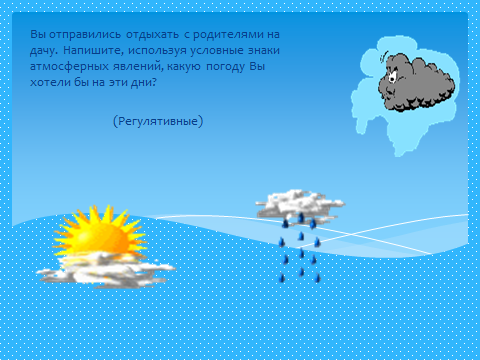 Вы отправились отдыхать с родителями на
дачу. Напишите, используя условные знаки
атмосферных явлений, какую погоду Вы
хотели бы на эти дни?
(Регулятивные)